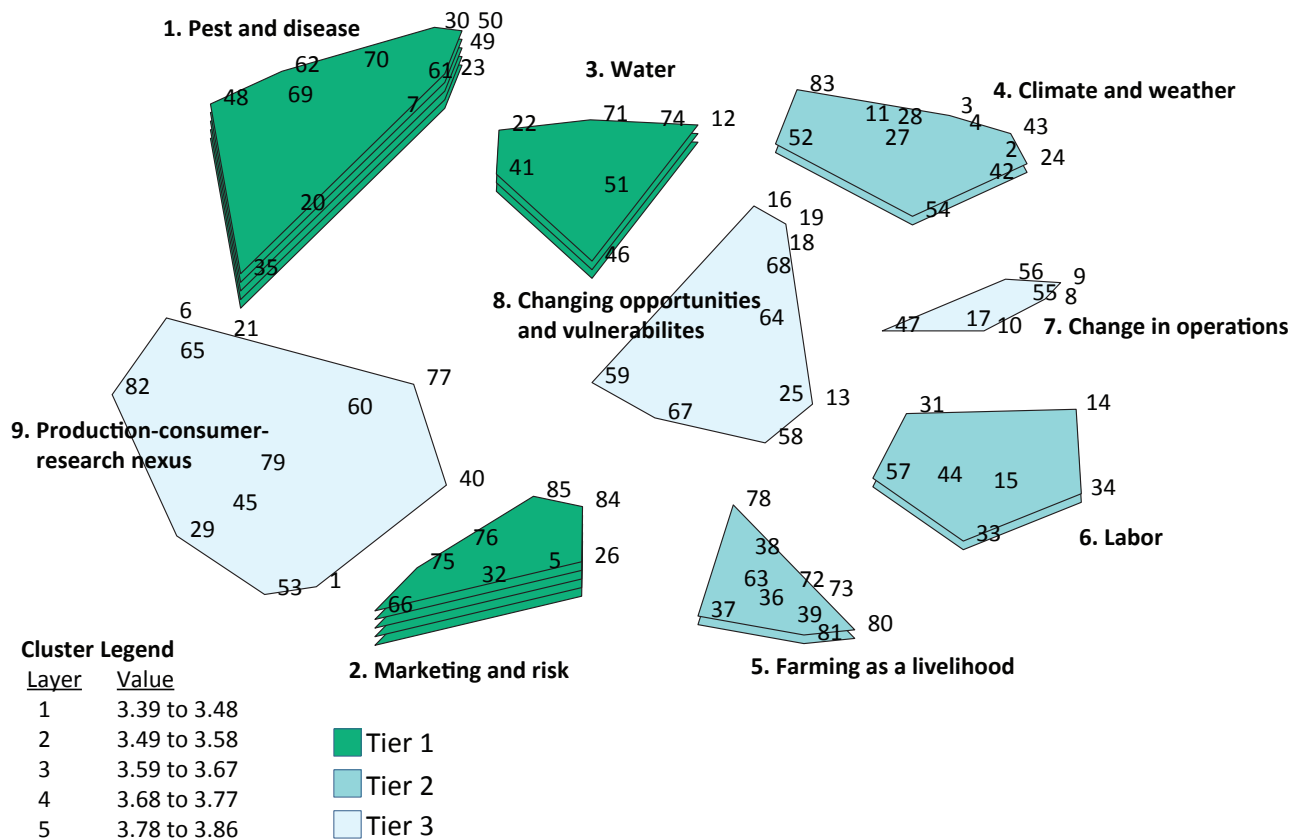 1. Pest and disease
30 50
49
62 70
61 23
48 69
7
20
35
3. Water
71 74 12
22
41
51
46
4. Climate and weather
83
3
11 28 4 43
52 27 2
24
42
54
16
19
18
68
8. Changing opportunities
and vulnerabilites
64
59
25 13
67
58
56 9
55 8
47 17 10
7. Change in operations
6
21
65
82 77
60
9. Production-consumer-
research nexus
79
40
45
29
53 1
31 14
57 44 15
34
33
6. Labor
85 84
76
75 5 26
32
66
2. Marketing and risk
78
38
63 72 73
36
37 39
81 80
5. Farming as a livelihood
Cluster Legend
Layer Value
1 3.39 to 3.48
2 3.49 to 3.58
3 3.59 to 3.67
4 3.68 to 3.77
5 3.78 to 3.86
Tier 1
Tier 2
Tier 3